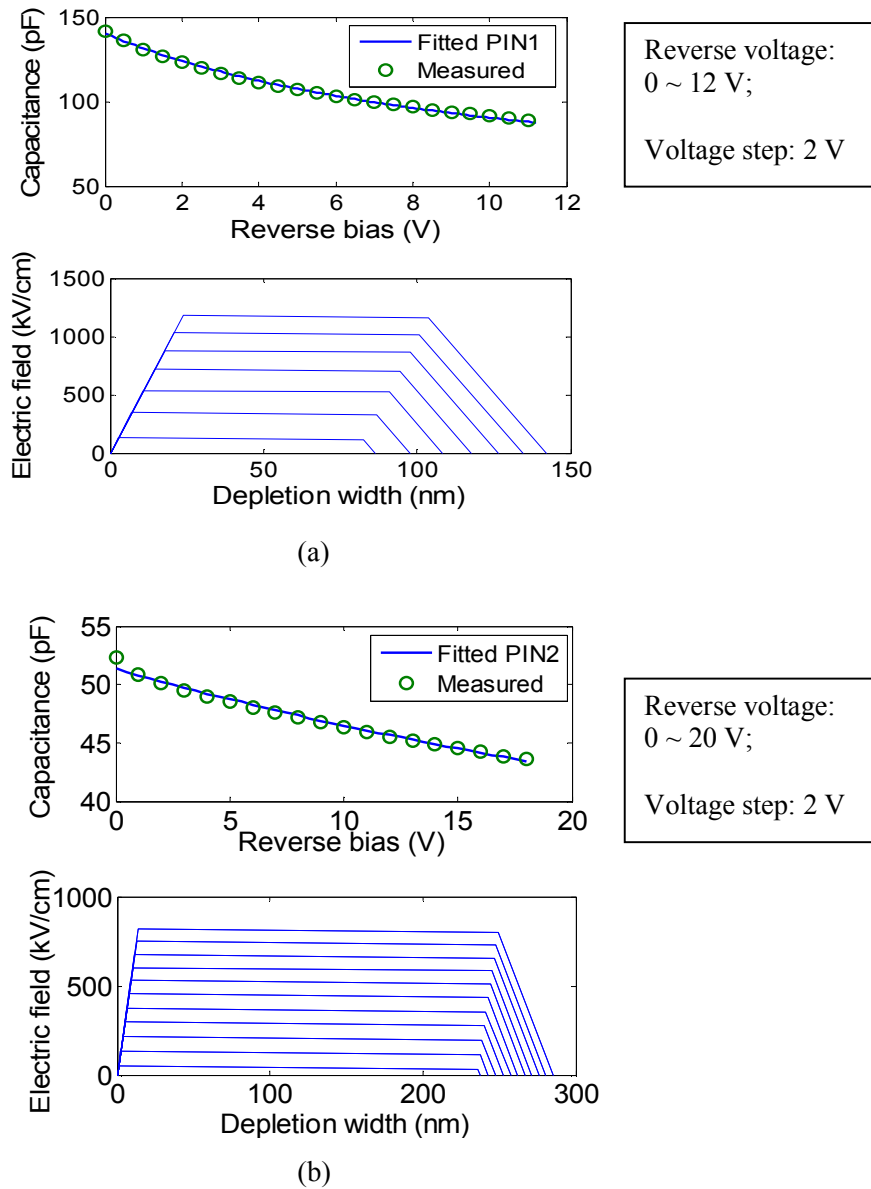 150
100
50
Capacitance (pF)
Fitted PIN1
Measured
0 2 4 6 8 10 12
Reverse bias (V)
Reverse voltage:
0 ~ 12 V;
Voltage step: 2 V
1500
1000
500
0
Electric field (kV/cm)
0 50 100 150
Depletion width (nm)
(a)
55
50
45
40
Capacitance (pF)
Fitted PIN2
Measured
0 5 10 15 20
Reverse bias (V)
Reverse voltage:
0 ~ 20 V;
Voltage step: 2 V
1000
500
0
Electric field (kV/cm)
0 100 200 300
Depletion width (nm)
(b)